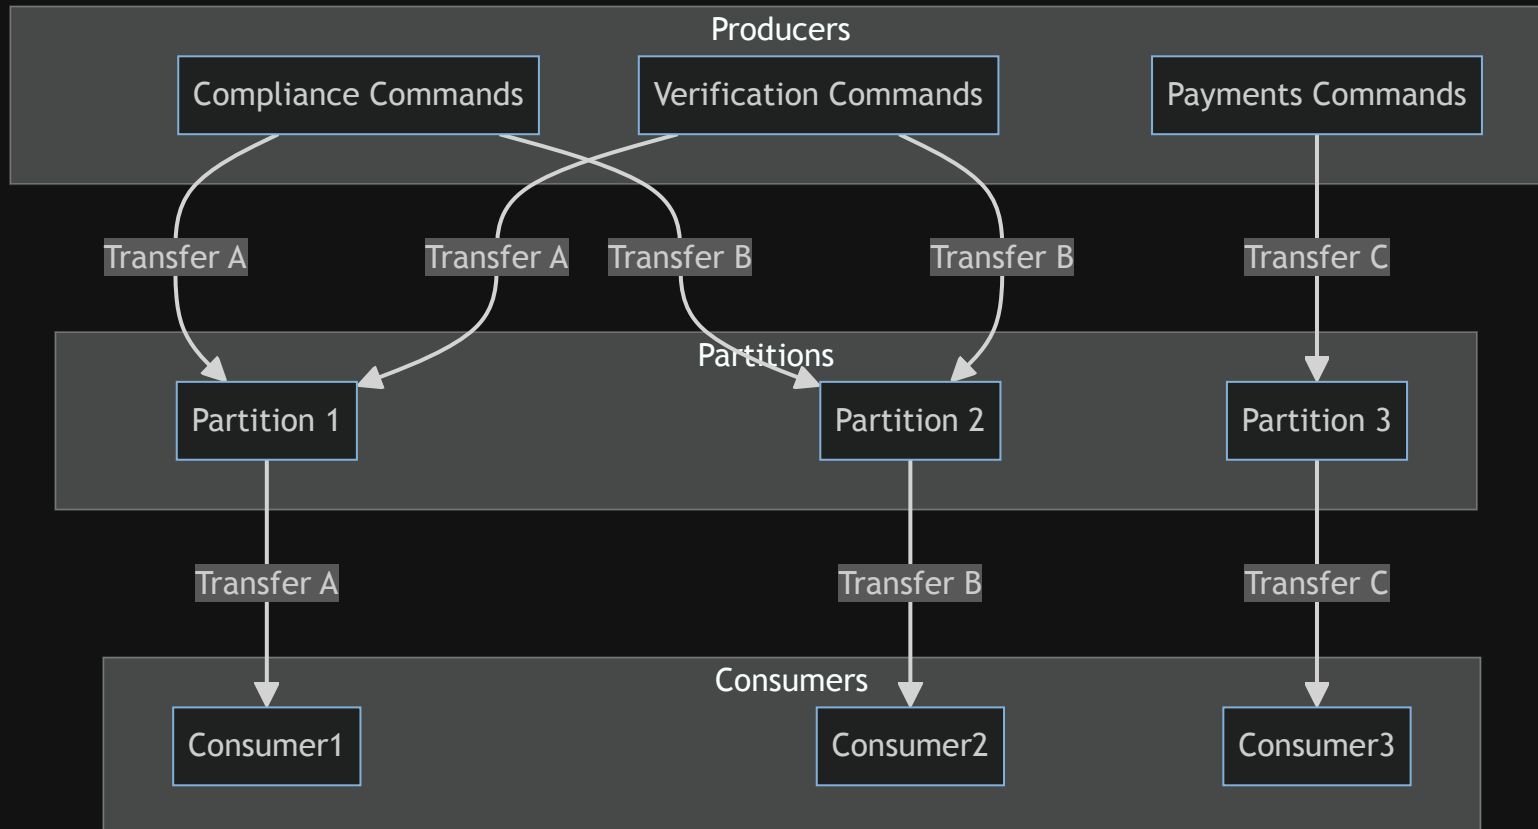 Producers
Compliance Commands
Verification Commands
Payments Commands
Transfer A
Transfer A
Transfer B
Transfer B
Transfer C
Partitions
Partition 1
Partition 2
Partition 3
Transfer A
Transfer B
Transfer C
Consumers
Consumer1
Consumer2
Consumer3